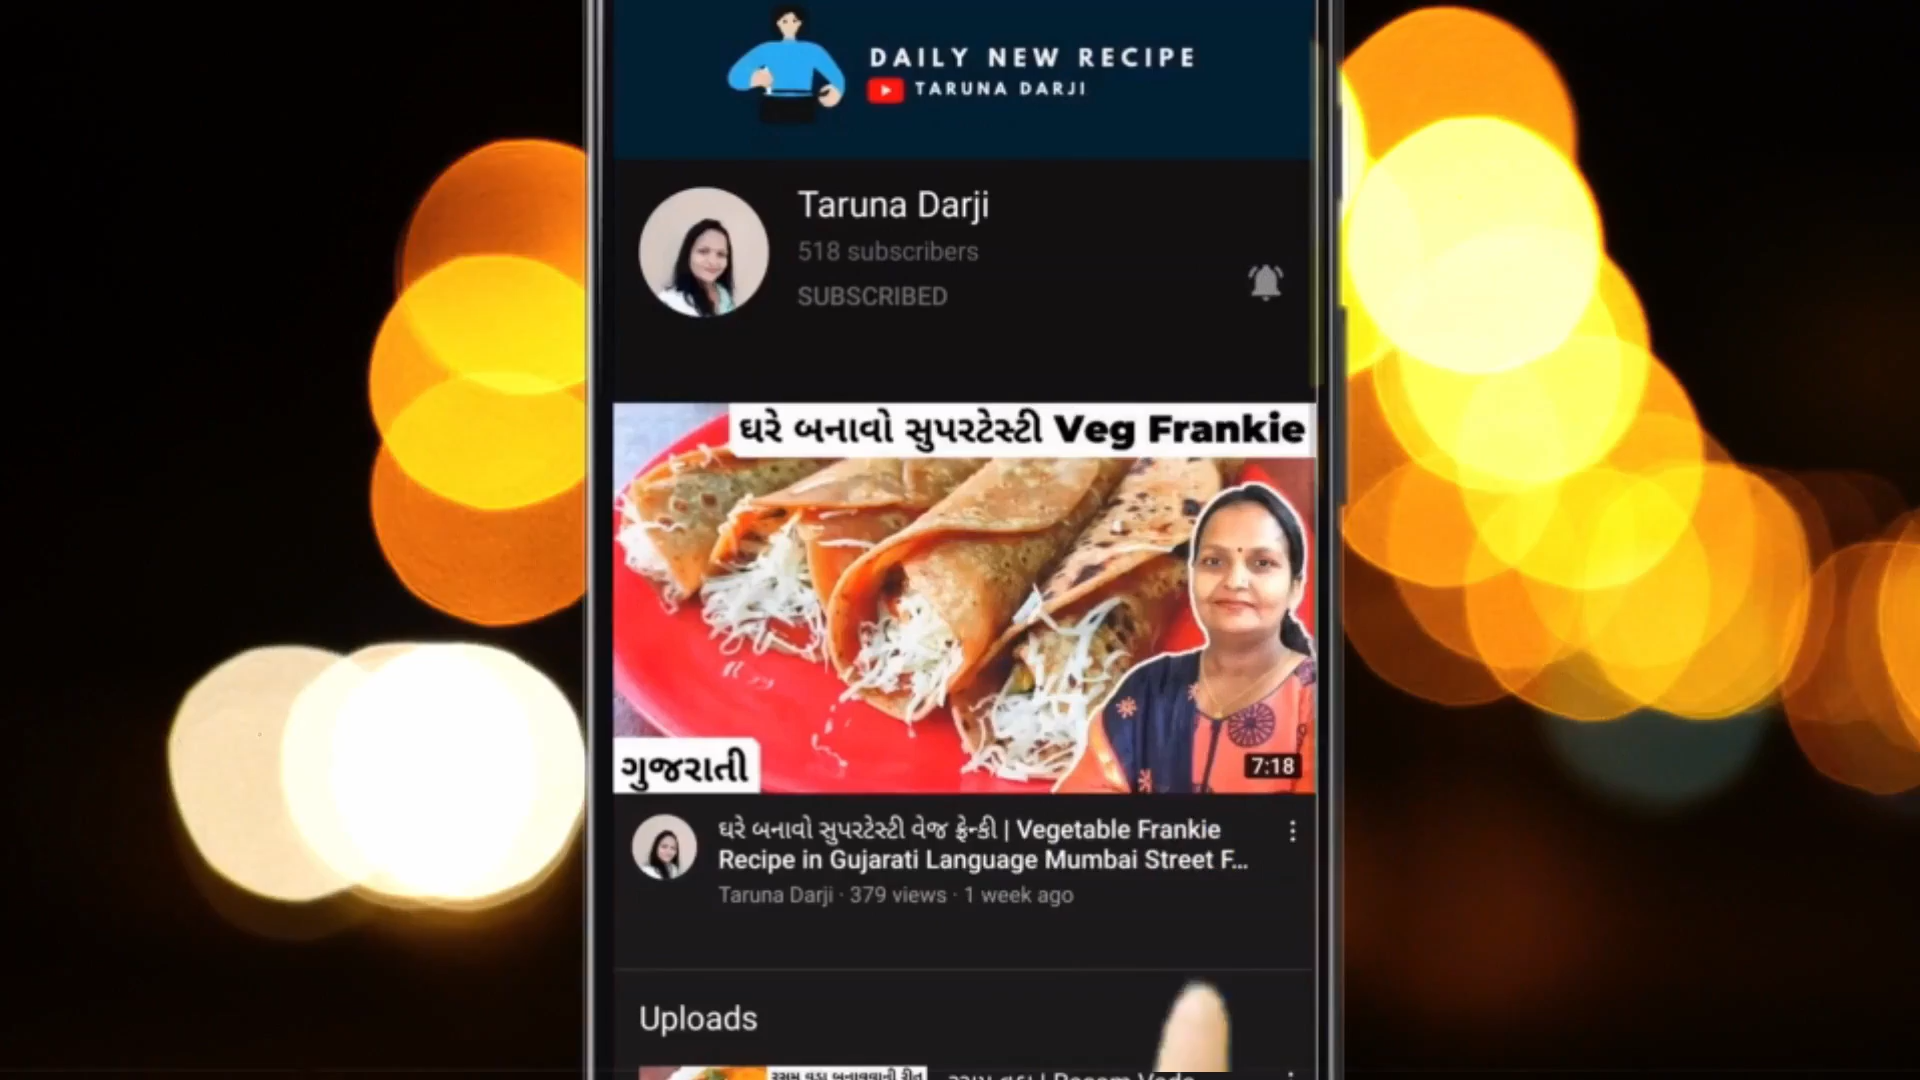 DAILY NEW RECIPE
TARUNA DARJI
Taruna Darji
518 subscribers
SUBSCRIBED
ઘરે બનાવો સુપરટેસ્ટી Veg Frankie
ગુજરાતી
7:18
ઘરે બનાવો સુપરટેસ્ટી વેજ ફ્રેન્કી | Vegetable Frankie
Recipe in Gujarati Language Mumbai Street F...
Taruna Darji · 379 views · 1 week ago
Uploads